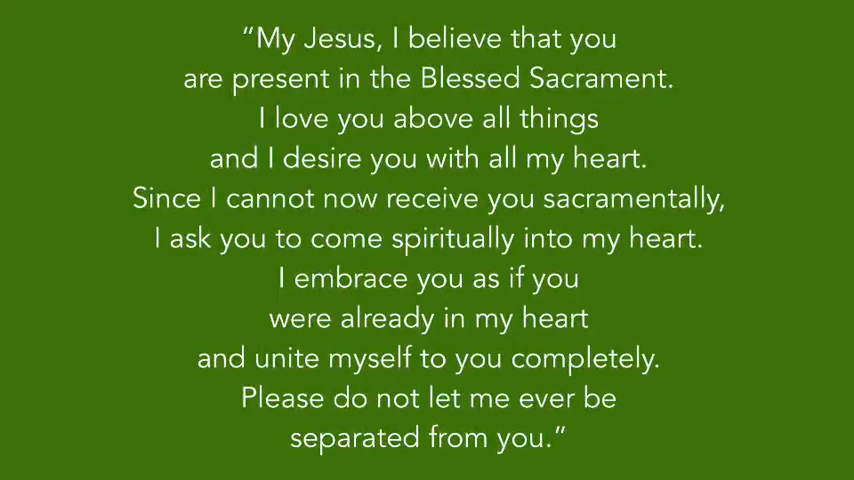 “My Jesus, I believe that you
are present in the Blessed Sacrament.
I love you above all things
and I desire you with all my heart.
Since I cannot now receive you sacramentally,
I ask you to come spiritually into my heart.
I embrace you as if you
were already in my heart
and unite myself to you completely.
Please do not let me ever be
separated from you.”